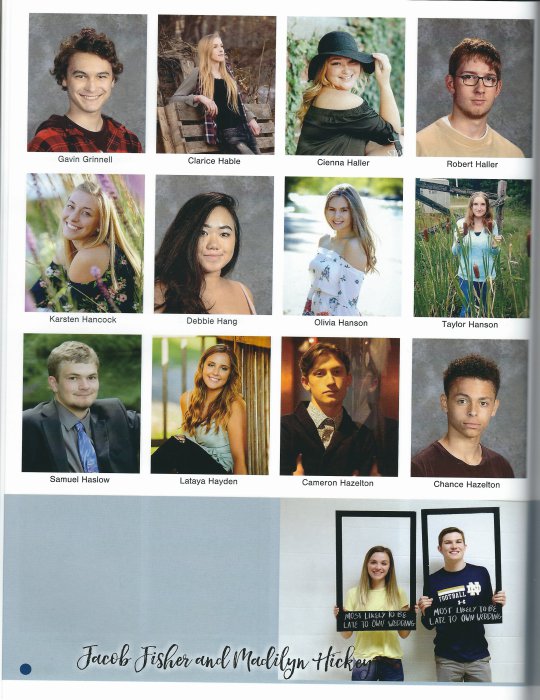 Gavin Grinnell
Clarice Hable
Cienna Haller
Robert Haller
Karsten Hancock
Debbie Hang
Olivia Hanson
Taylor Hanson
Samuel Haslow
Lataya Hayden
Cameron Hazelton
Chance Hazelton
MOST LIKELY TO BE
LATE TO OWN WEDDING
FOOTBALL
ND
MOST LIKELY TO BE
LATE TO OWN WEDDING
Jacob Fisher and Madilyn Hickey